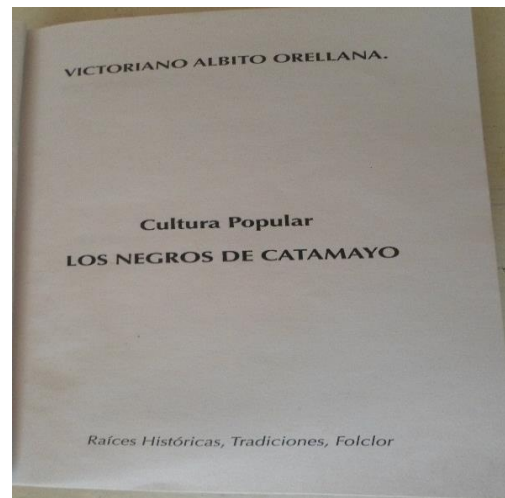 VICTORIANO ALBITO ORELLANA.
Cultura Popular
LOS NEGROS DE CATAMAYO
Raíces Históricas, Tradiciones, Folclor